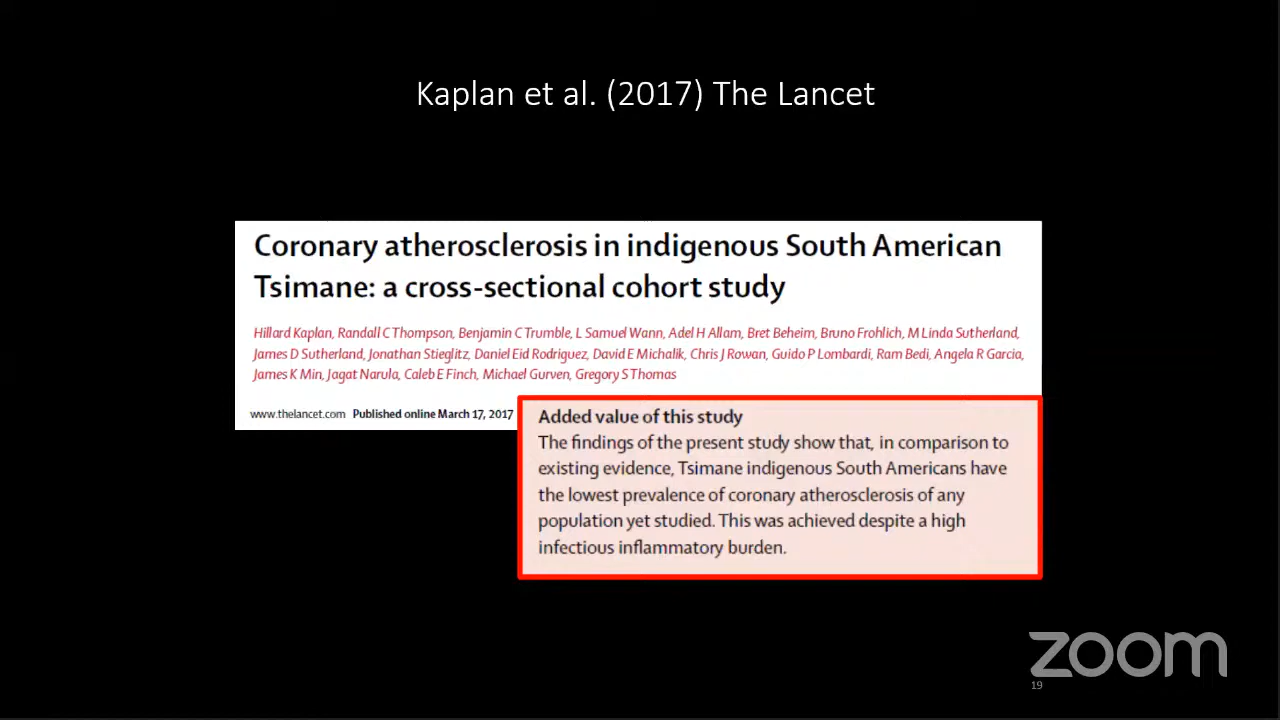 Kaplan et al. (2017) The Lancet
Coronary atherosclerosis in indigenous South American
Tsimane: a cross-sectional cohort study
Hillard Kaplan, Randall C Thompson, Benjamin C Trumble, L Samuel Wann, Adel H Allam, Bret Beheim, Bruno Frohlich, M Linda Sutherland,
James D Sutherland, Jonathan Stieglitz, Daniel Eid Rodriguez, David E Michalik, Chris J Rowan, Guido P Lombardi, Ram Bedi, Angela R Garcia,
James K Min, Jagat Narula, Caleb E Finch, Michael Gurven, Gregory S Thomas
www.thelancet.com Published online March 17, 2017
Added value of this study
The findings of the present study show that, in comparison to
existing evidence, Tsimane indigenous South Americans have
the lowest prevalence of coronary atherosclerosis of any
population yet studied. This was achieved despite a high
infectious inflammatory burden.
zoom
19